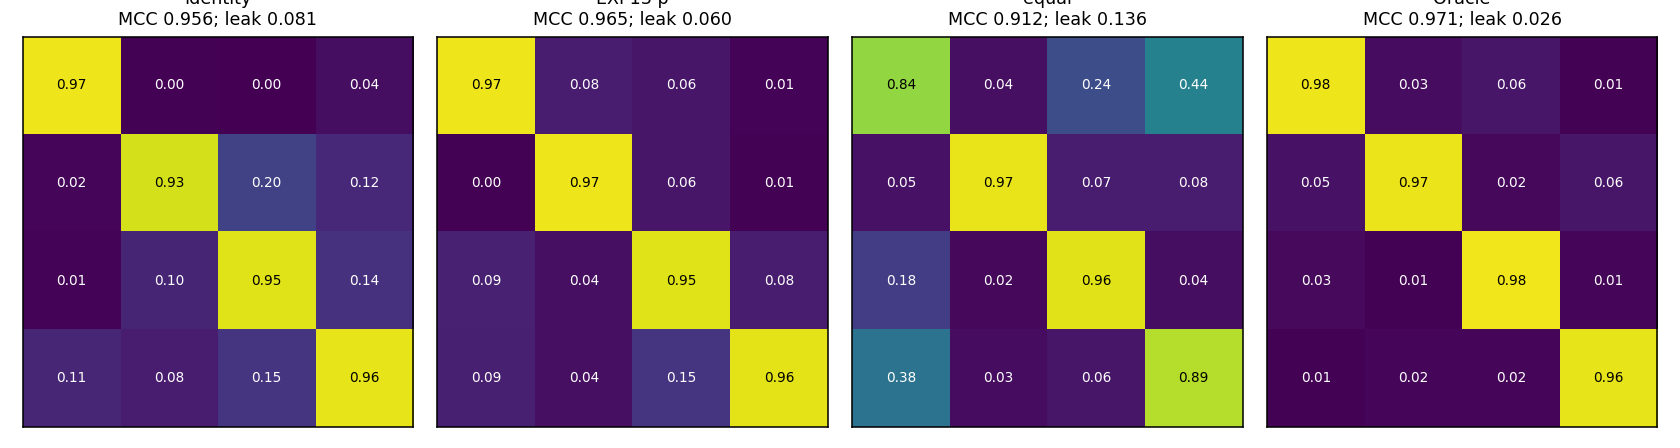 Identity
MCC 0.956; leak 0.081
EXP13 p
MCC 0.965; leak 0.060
equal
MCC 0.912; leak 0.136
Oracle
MCC 0.971; leak 0.026
0.97 0.00 0.00 0.04
0.02 0.93 0.20 0.12
0.01 0.10 0.95 0.14
0.11 0.08 0.15 0.96
0.97 0.08 0.06 0.01
0.00 0.97 0.06 0.01
0.09 0.04 0.95 0.08
0.09 0.04 0.15 0.96
0.84 0.04 0.24 0.44
0.05 0.97 0.07 0.08
0.18 0.02 0.96 0.04
0.38 0.03 0.06 0.89
0.98 0.03 0.06 0.01
0.05 0.97 0.02 0.06
0.03 0.01 0.98 0.01
0.01 0.02 0.02 0.96